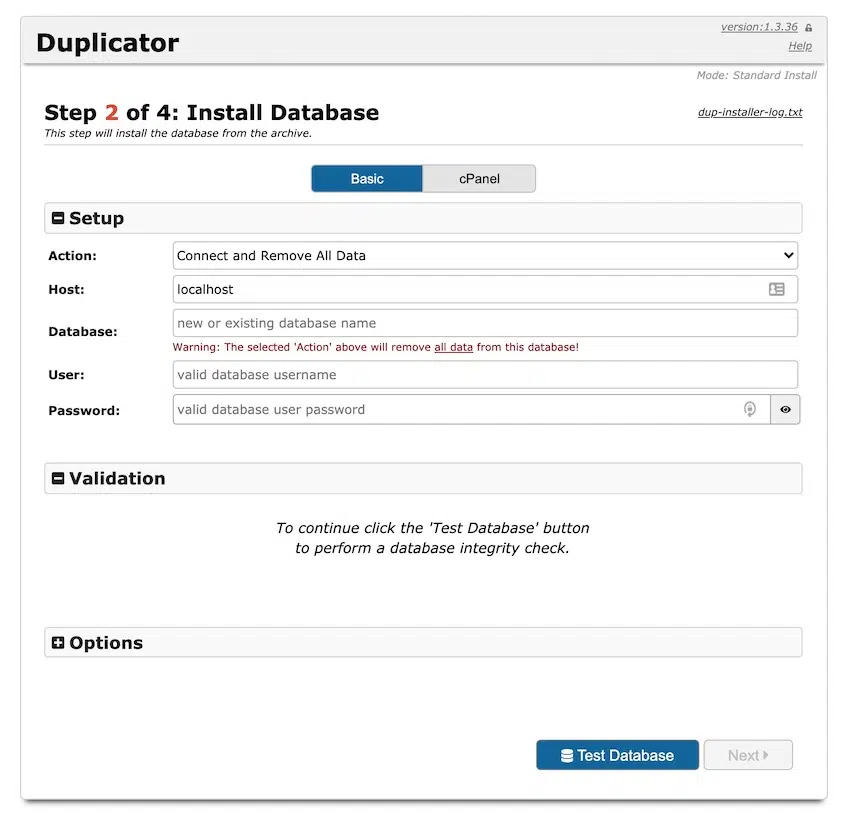 Duplicator
version:1.3.36
Help
Mode: Standard Install
Step 2 of 4: Install Database
dup-installer-log.txt
This step will install the database from the archive.
Basic
cPanel
Setup
Action:
Connect and Remove All Data
Host:
localhost
Database:
new or existing database name
Warning: The selected 'Action' above will remove all data from this database!
User:
valid database username
Password:
valid database user password
Validation
To continue click the 'Test Database' button
to perform a database integrity check.
Options
Test Database
Next